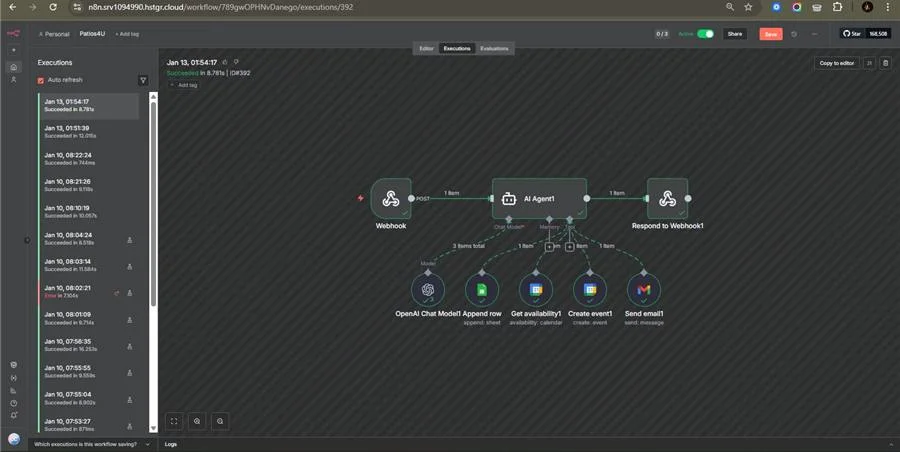 n8n.srv1094990.hstgr.cloud/workflow/789gwOPHNvDanego/executions/392
Personal
Patios4U
+ Add tag
0 / 3
Active
Share
Save
Star
168,508
Editor
Executions
Evaluations
Executions
Auto refresh
Jan 13, 01:54:17
Succeeded in 8.781s
Jan 13, 01:51:39
Succeeded in 12.015s
Jan 10, 08:22:24
Succeeded in 744ms
Jan 10, 08:21:26
Succeeded in 9.118s
Jan 10, 08:10:19
Succeeded in 10.057s
Jan 10, 08:04:24
Succeeded in 8.518s
Jan 10, 08:03:14
Succeeded in 11.584s
Jan 10, 08:02:21
Error in 7.104s
Jan 10, 08:01:09
Succeeded in 9.714s
Jan 10, 07:56:35
Succeeded in 16.253s
Jan 10, 07:55:55
Succeeded in 9.559s
Jan 10, 07:55:04
Succeeded in 8.902s
Jan 10, 07:53:27
Succeeded in 871ms
Which executions is this workflow saving?
Jan 13, 01:54:17
Succeeded in 8.781s | ID#392
+ Add tag
Copy to editor
POST
1 item
AI Agent1
1 item
Webhook
Respond to Webhook1
Chat Model*
Memory
Tool
3 items total
1 item
item
1 item
Model
3
OpenAI Chat Model1
Append row
append: sheet
Get availability1
availability: calendar
Create event1
create: event
Send email1
send: message
Logs